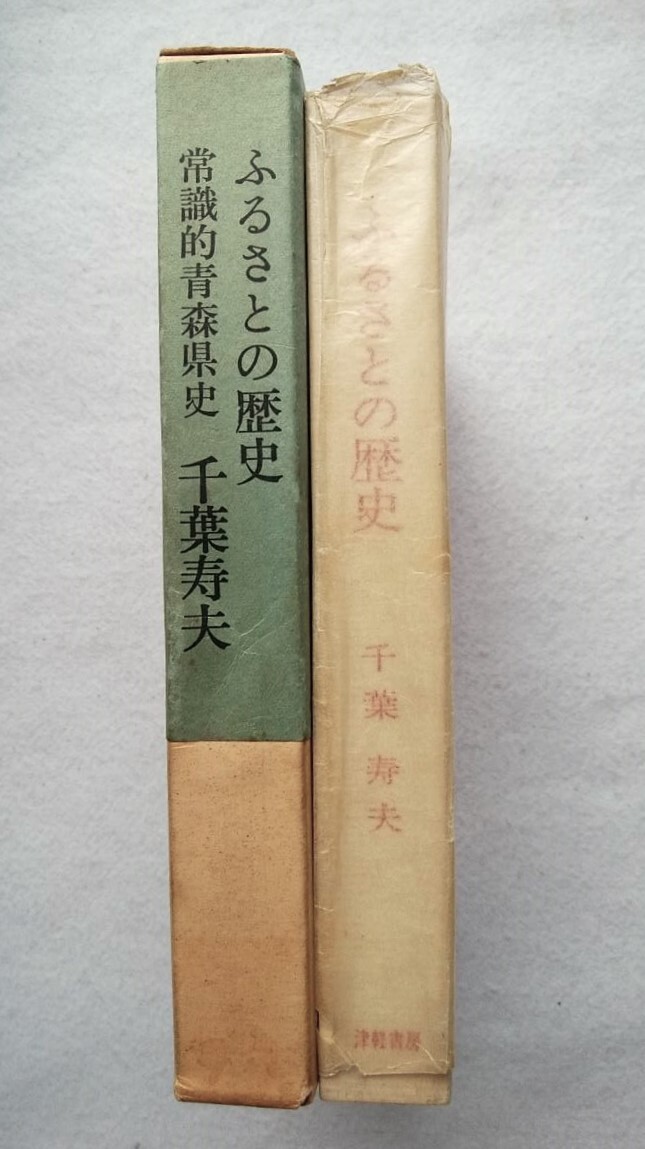 ふるさとの歴史
常識的青森県史 千葉寿夫
ふるさとの歴史
千葉寿夫
津軽書房